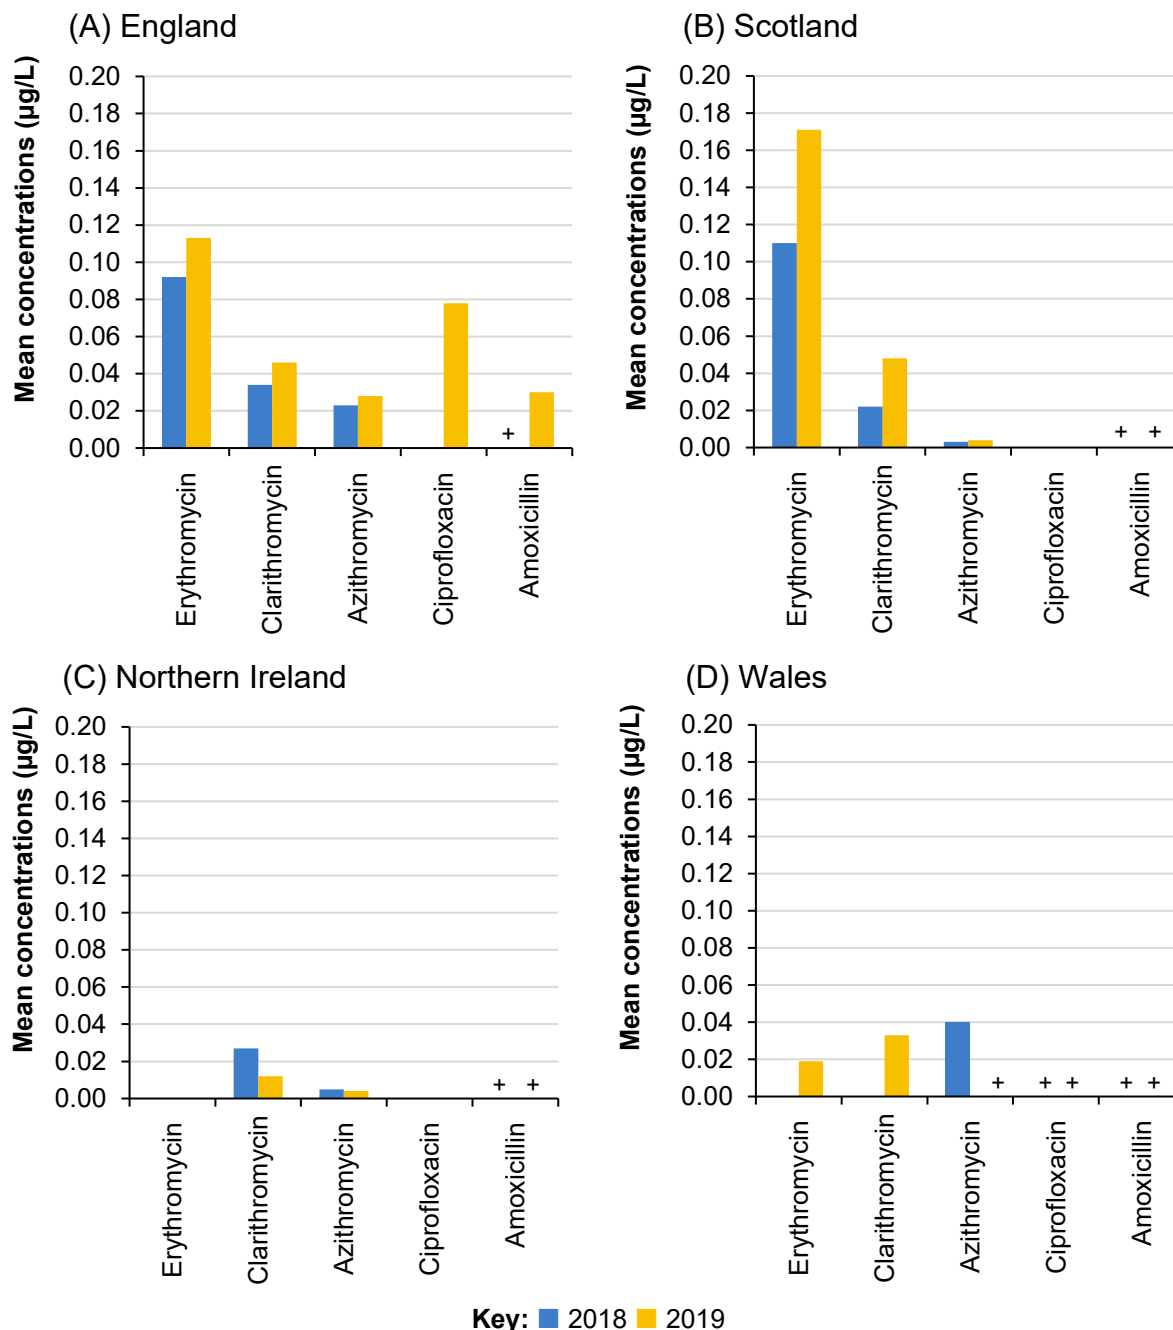 (A) England
Mean concentrations (µg/L)
0.20
0.18
0.16
0.14
0.12
0.10
0.08
0.06
0.04
0.02
0.00
+
Erythromycin
Clarithromycin
Azithromycin
Ciprofloxacin
Amoxicillin
(B) Scotland
Mean concentrations (µg/L)
0.20
0.18
0.16
0.14
0.12
0.10
0.08
0.06
0.04
0.02
0.00
+ +
Erythromycin
Clarithromycin
Azithromycin
Ciprofloxacin
Amoxicillin
(C) Northern Ireland
Mean concentrations (µg/L)
0.20
0.18
0.16
0.14
0.12
0.10
0.08
0.06
0.04
0.02
0.00
+ +
Erythromycin
Clarithromycin
Azithromycin
Ciprofloxacin
Amoxicillin
(D) Wales
Mean concentrations (µg/L)
0.20
0.18
0.16
0.14
0.12
0.10
0.08
0.06
0.04
0.02
0.00
+ + + + +
Erythromycin
Clarithromycin
Azithromycin
Ciprofloxacin
Amoxicillin
Key: 2018 2019